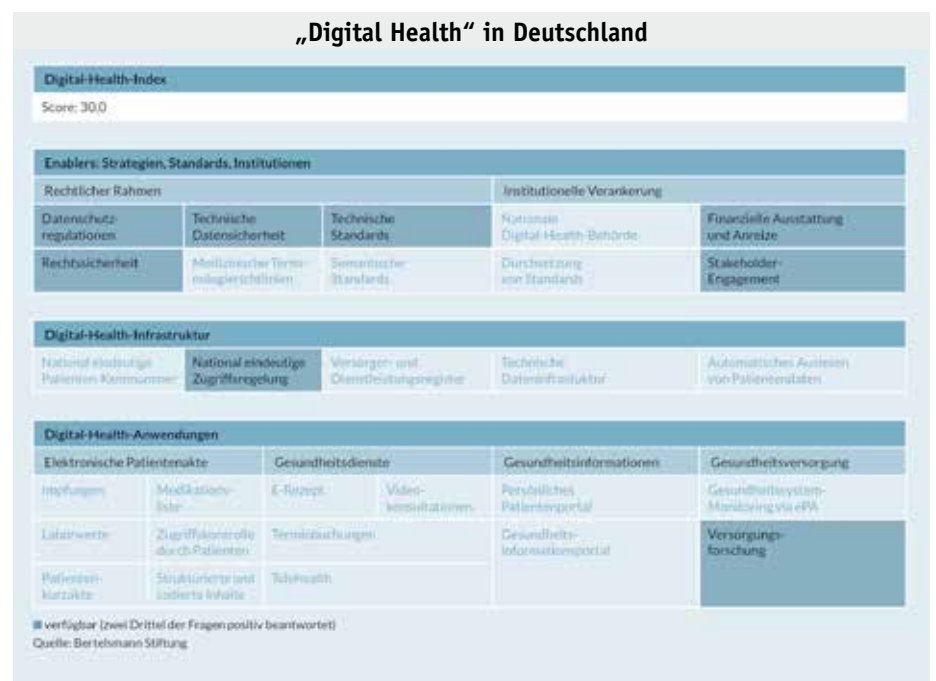 „Digital Health“ in Deutschland
Digital-Health-Index
Score: 30,0
Enablers: Strategien, Standards, Institutionen
Rechtlicher Rahmen
Institutionelle Verankerung
Datenschutz-
regulationen
Technische
Datensicherheit
Technische
Standards
Nationale
Digital-Health-Behörde
Finanzielle Ausstattung
und Anreize
Rechtssicherheit
Medizinische Termi-
nologierichtlinien
Semantische
Standards
Durchsetzung
von Standards
Stakeholder-
Engagement
Digital-Health-Infrastruktur
National eindeutige
Patienten-Kennnummer
National eindeutige
Zugriffsregelung
Versorger- und
Dienstleistungsregister
Technische
Dateninfrastuktur
Automatisches Auslesen
von Patientendaten
Digital-Health-Anwendungen
Elektronische Patientenakte
Gesundheitsdienste
Gesundheitsinformationen
Gesundheitsversorgung
Impfungen
Medikations-
liste
E-Rezept
Video-
konsultationen
Persönliches
Patientenportal
Gesundheitssystem-
Monitoring via ePA
Laborwerte
Zugriffskontrolle
durch Patienten
Terminbuchungen
Gesundheits-
informationsportal
Versorgungs-
forschung
Patienten-
kurzakte
Strukturierte und
codierte Inhalte
Telehealth
verfügbar (zwei Drittel der Fragen positiv beantwortet)
Quelle: Bertelsmann Stiftung